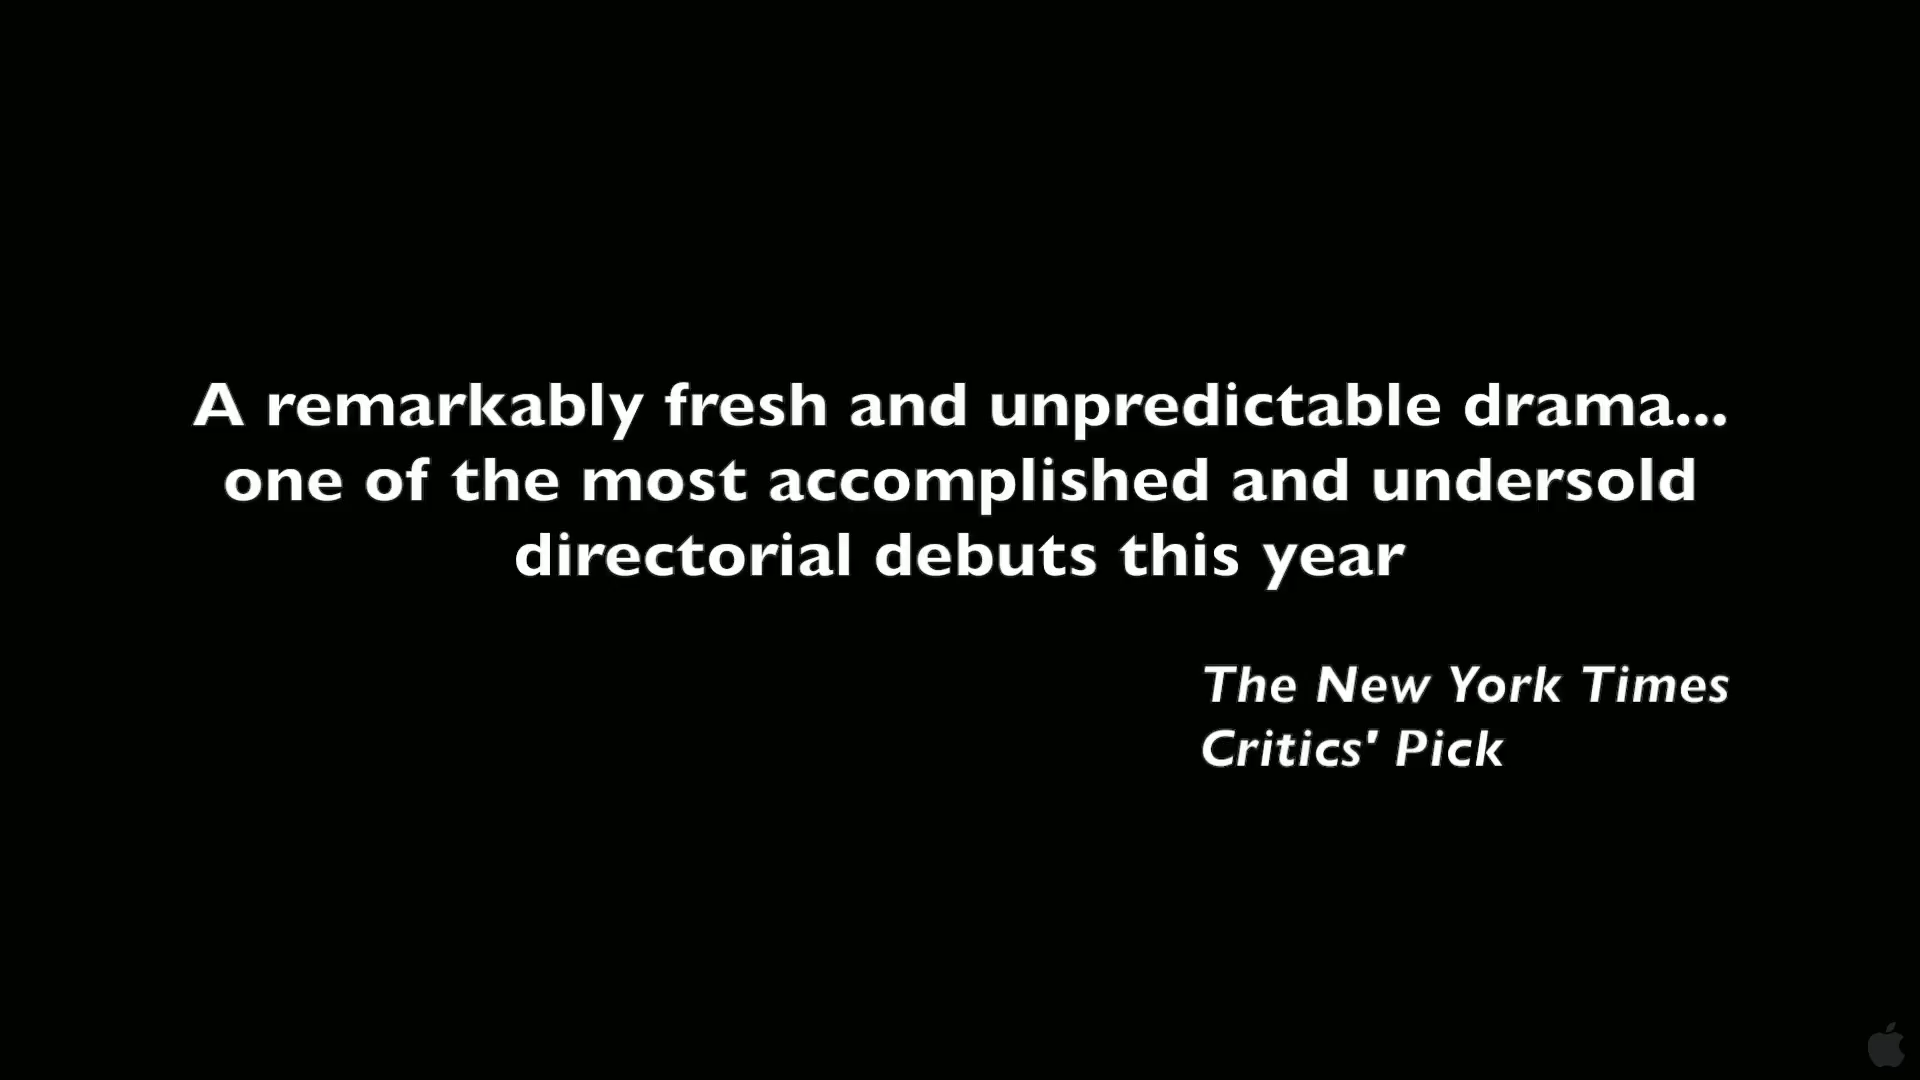 A remarkably fresh and unpredictable drama...
one of the most accomplished and undersold
directorial debuts this year
The New York Times
Critics' Pick